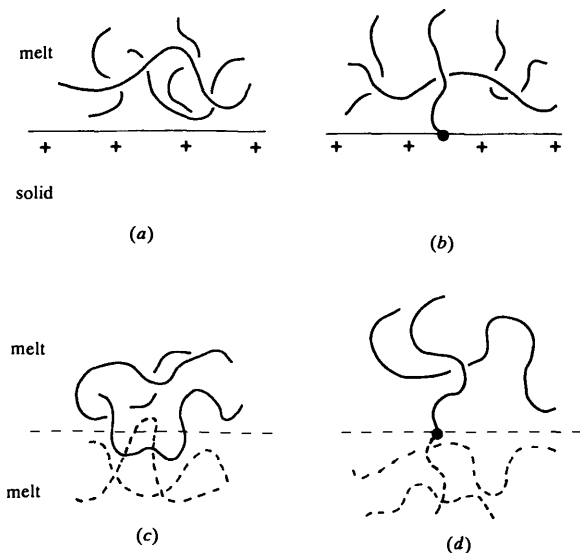 melt
+ + + +
+ + + +
solid
(a)
(b)
melt
melt
(c)
(d)